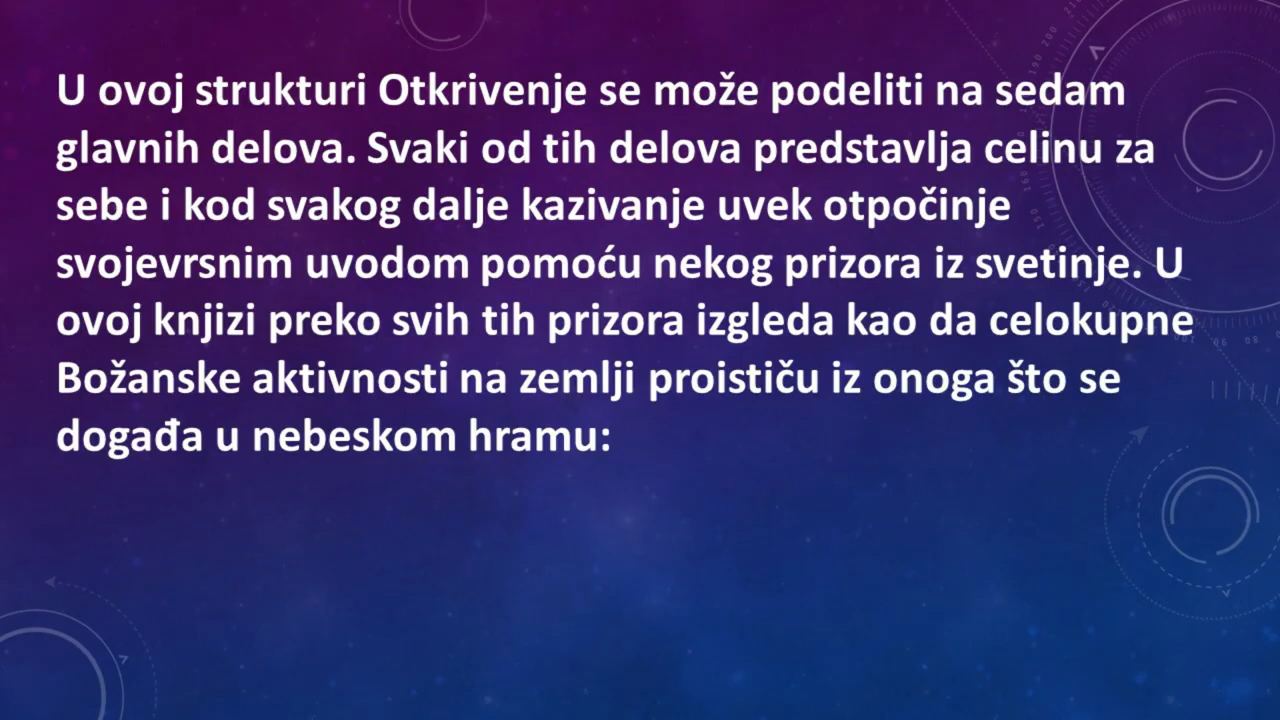 U ovoj strukturi Otkrivenje se može podeliti na sedam
glavnih delova. Svaki od tih delova predstavlja celinu za
sebe i kod svakog dalje kazivanje uvek otpočinje
svojevrsnim uvodom pomoću nekog prizora iz svetinje. U
ovoj knjizi preko svih tih prizora izgleda kao da celokupne
Božanske aktivnosti na zemlji proističu iz onoga što se
događa u nebeskom hramu: